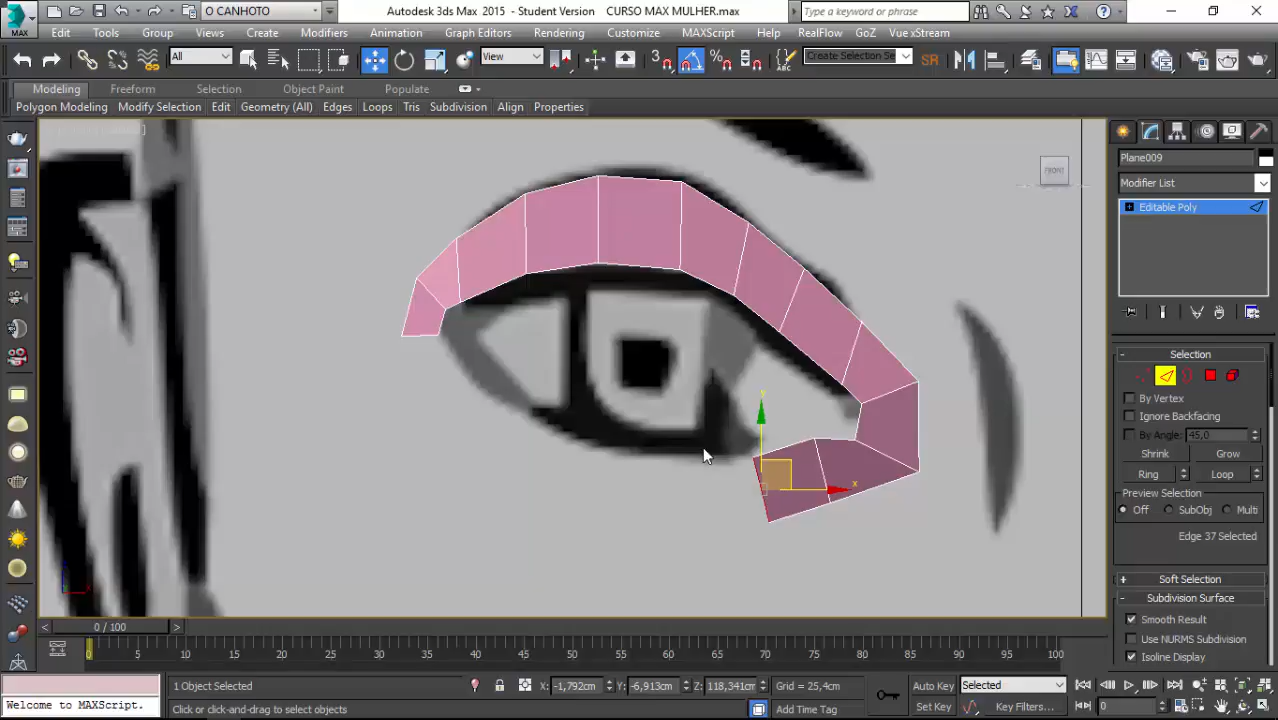 O CANHOTO
Autodesk 3ds Max 2015 - Student Version CURSO MAX MULHER.max
Type a keyword or phrase
MAX
Edit Tools Group Views Create Modifiers Animation Graph Editors Rendering Customize MAXScript Help RealFlow GoZ Vue xStream
All View 3 Create Selection Se SR
Modeling Freeform Selection Object Paint Populate
Polygon Modeling Modify Selection Edit Geometry (All) Edges Loops Tris Subdivision Align Properties
FRONT
y
x
Plane009
Modifier List
Editable Poly
Selection
By Vertex
Ignore Backfacing
By Angle: 45,0
Shrink Grow
Ring Loop
Preview Selection
Off SubObj Multi
Edge 37 Selected
Soft Selection
Subdivision Surface
Smooth Result
Use NURMS Subdivision
Isoline Display
0 / 100
0 5 10 15 20 25 30 35 40 45 50 55 60 65 70 75 80 85 90 95 100
1 Object Selected X: -1,792cm Y: -6,913cm Z: 118,341cm Grid = 25,4cm Auto Key Selected
Welcome to MAXScript. Click or click-and-drag to select objects Add Time Tag Set Key Key Filters... 0